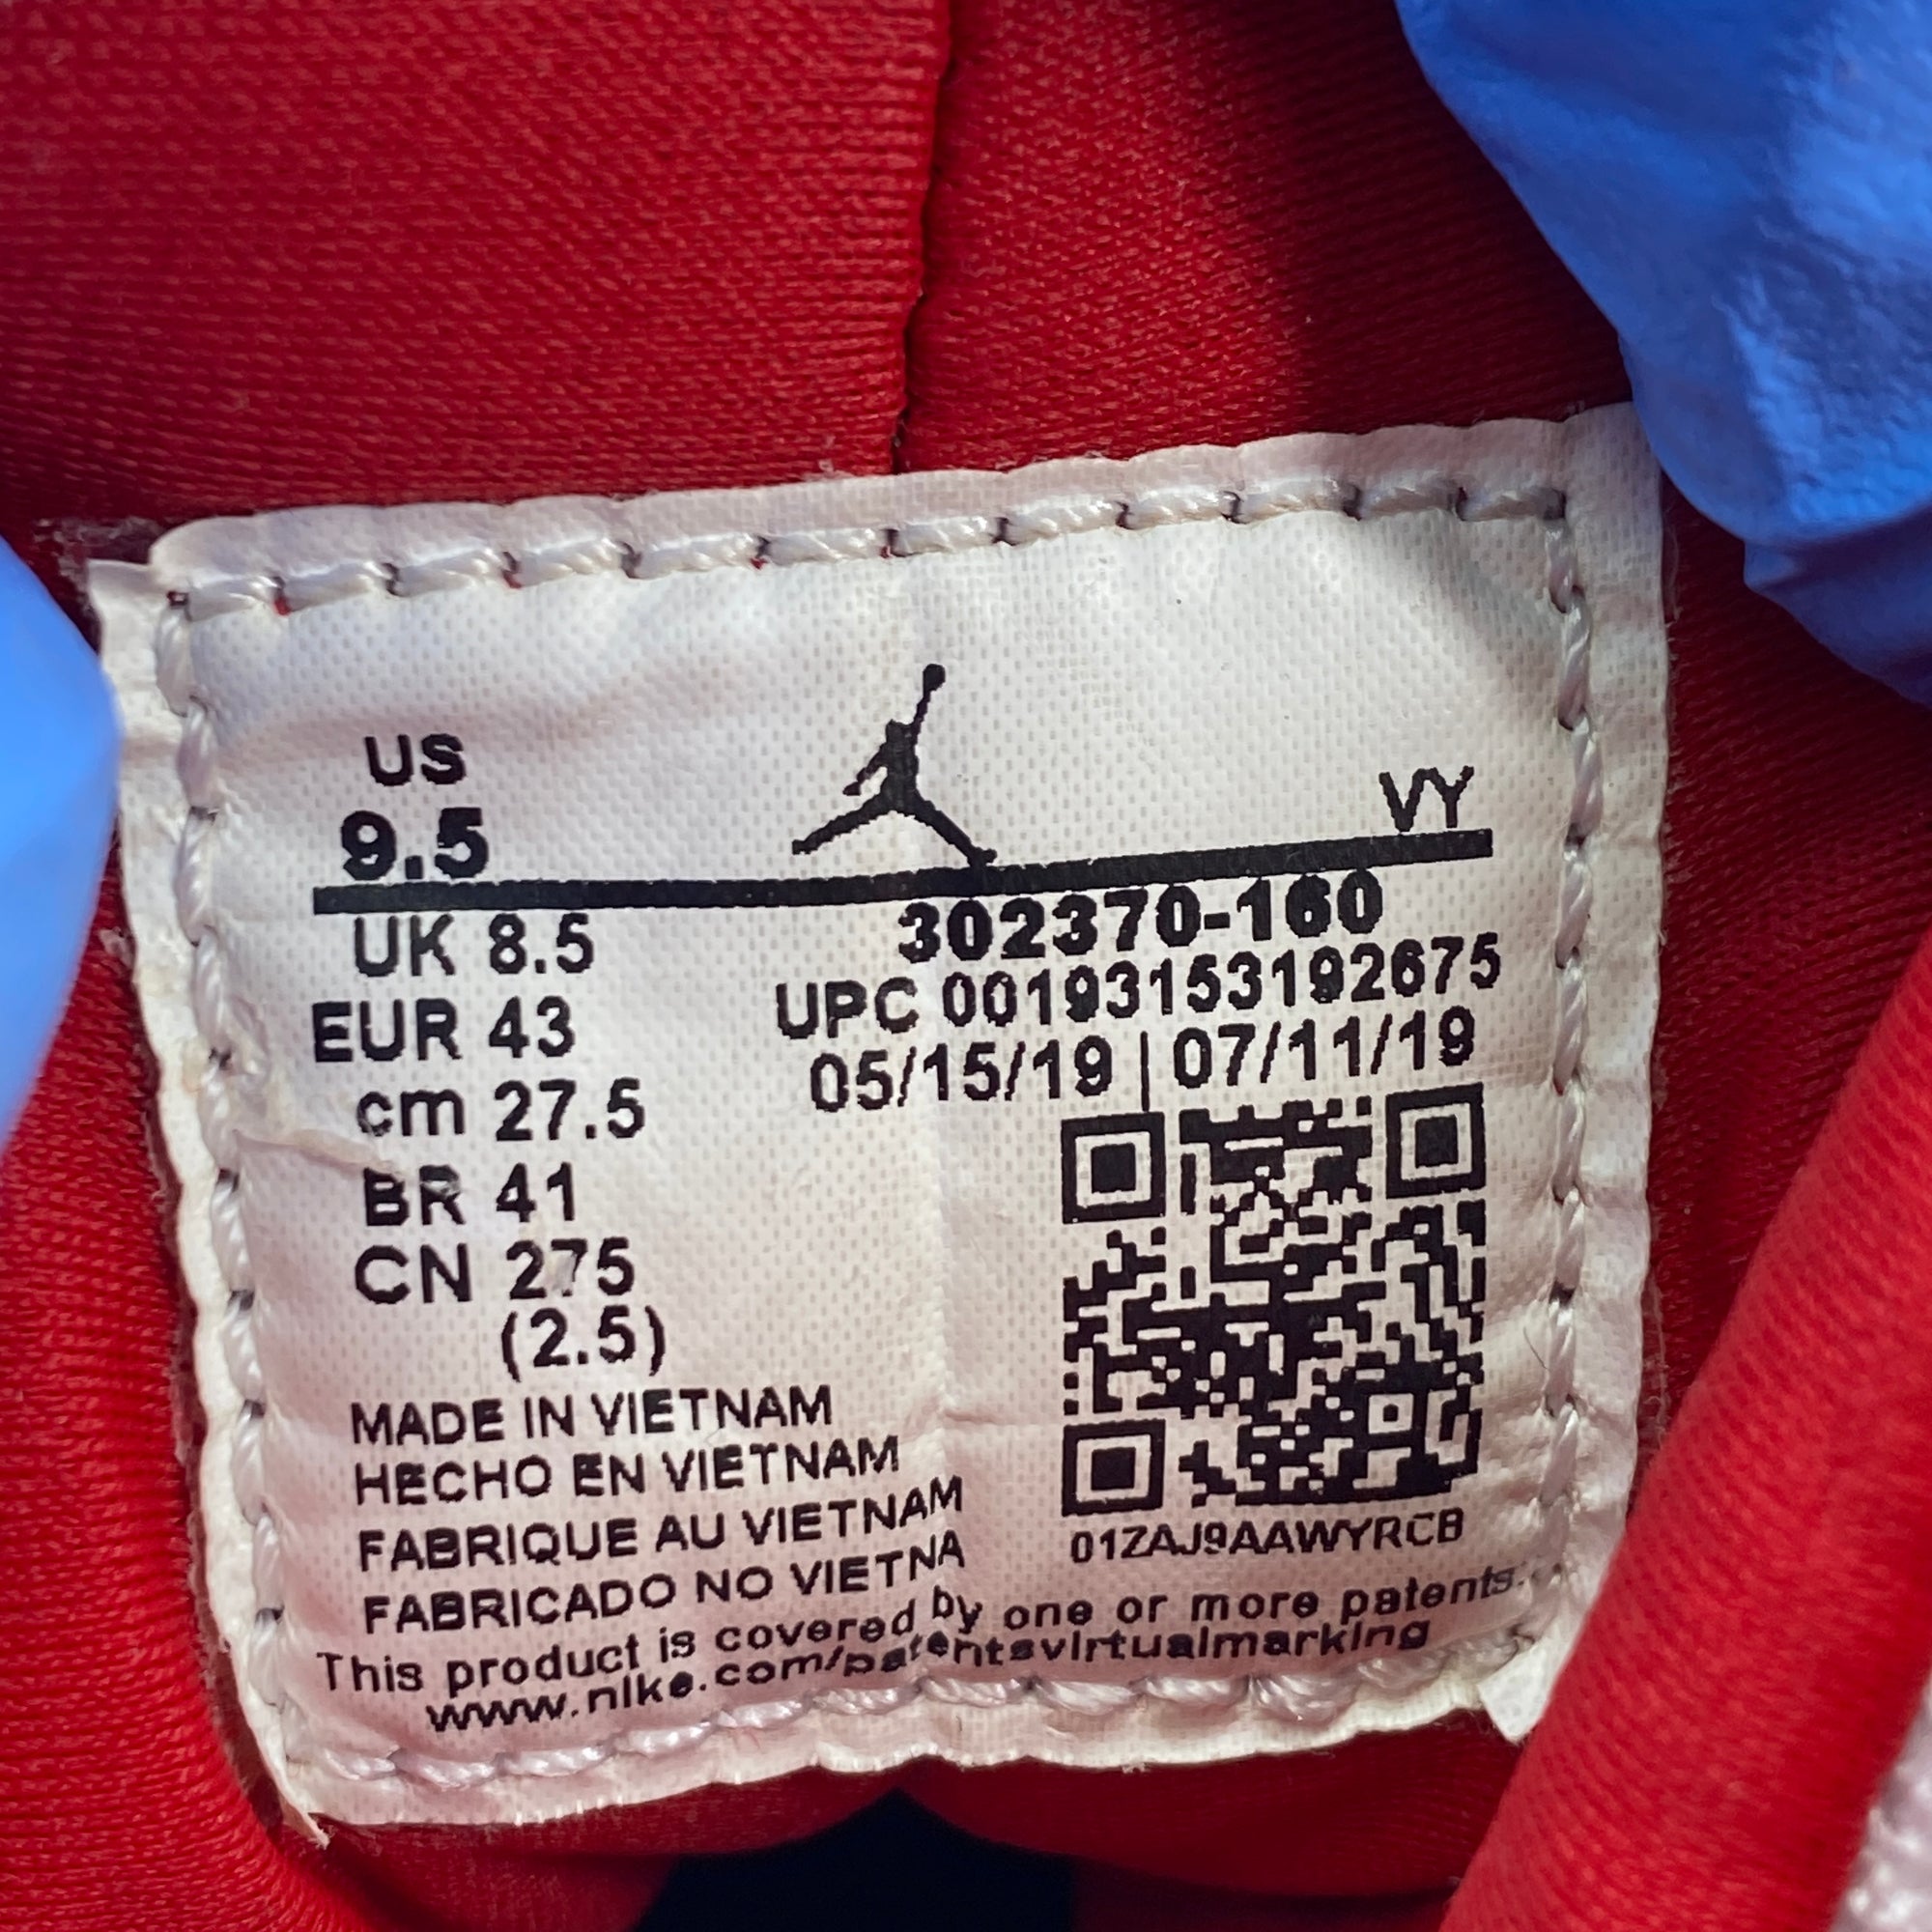 US
9.5
VY
UK 8.5
302370-160
EUR 43
UPC 00193153192675
cm 27.5
05/15/19 | 07/11/19
BR 41
CN 275
(2.5)
MADE IN VIETNAM
HECHO EN VIETNAM
FABRIQUE AU VIETNAM
FABRICADO NO VIETNA
01ZAJ9AAWYRCB
This product is covered by one or more patents.
www.nike.com/patentsvirtualmarking